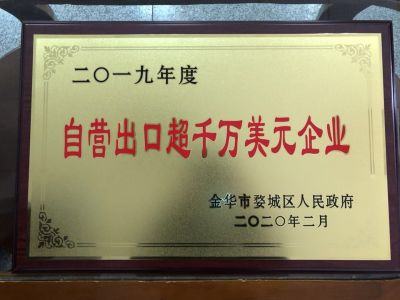 二〇一九年度
自营出口超千万美元企业
金华市婺城区人民政府
二〇二〇年二月